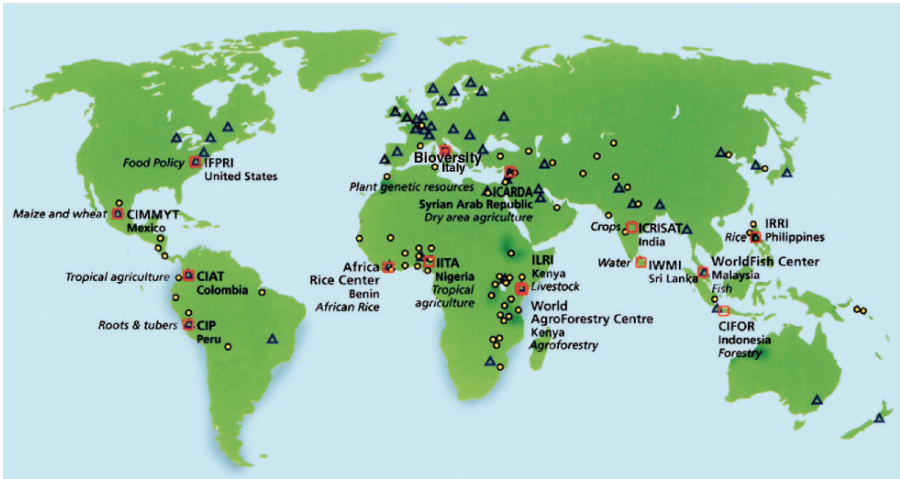 Food Policy
IFPRI
United States
Maize and wheat
CIMMYT
Mexico
Tropical agriculture
CIAT
Colombia
Roots & tubers
CIP
Peru
Bioversity
Italy
Plant genetic resources
ICARDA
Syrian Arab Republic
Dry area agriculture
Africa
Rice Center
Benin
African Rice
IITA
Nigeria
Tropical
agriculture
ILRI
Kenya
Livestock
World
AgroForestry Centre
Kenya
Agroforestry
Crops
ICRISAT
India
Water
IWMI
Sri Lanka
IRRI
Rice
Philippines
WorldFish Center
Malaysia
Fish
CIFOR
Indonesia
Forestry